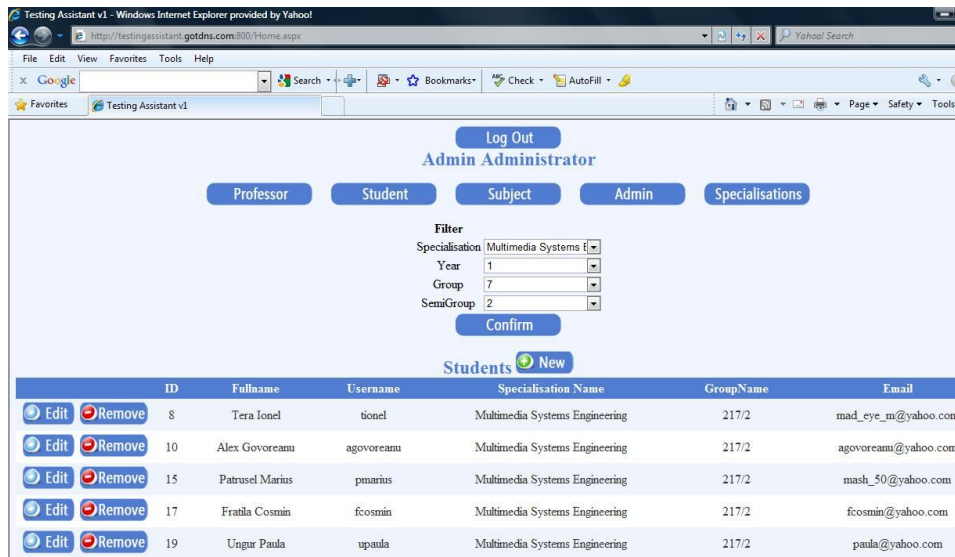 Testing Assistant v1 - Windows Internet Explorer provided by Yahoo!
http://testingassistant.gotdns.com:800/Home.aspx Yahoo! Search
File Edit View Favorites Tools Help
x Google Search Bookmarks Check AutoFill
Favorites Testing Assistant v1 Page Safety Tools
Log Out
Admin Administrator
Professor Student Subject Admin Specialisations
Filter
Specialisation Multimedia Systems E
Year 1
Group 7
SemiGroup 2
Confirm
Students New
ID Fullname Username Specialisation Name GroupName Email
Edit Remove 8 Tera Ionel tionel Multimedia Systems Engineering 217/2 mad_eye_m@yahoo.com
Edit Remove 10 Alex Govoreanu agovoreanu Multimedia Systems Engineering 217/2 agovoreanu@yahoo.com
Edit Remove 15 Patrusel Marius pmarius Multimedia Systems Engineering 217/2 mash_50@yahoo.com
Edit Remove 17 Fratila Cosmin fcosmin Multimedia Systems Engineering 217/2 fcosmin@yahoo.com
Edit Remove 19 Ungur Paula upaula Multimedia Systems Engineering 217/2 paula@yahoo.com